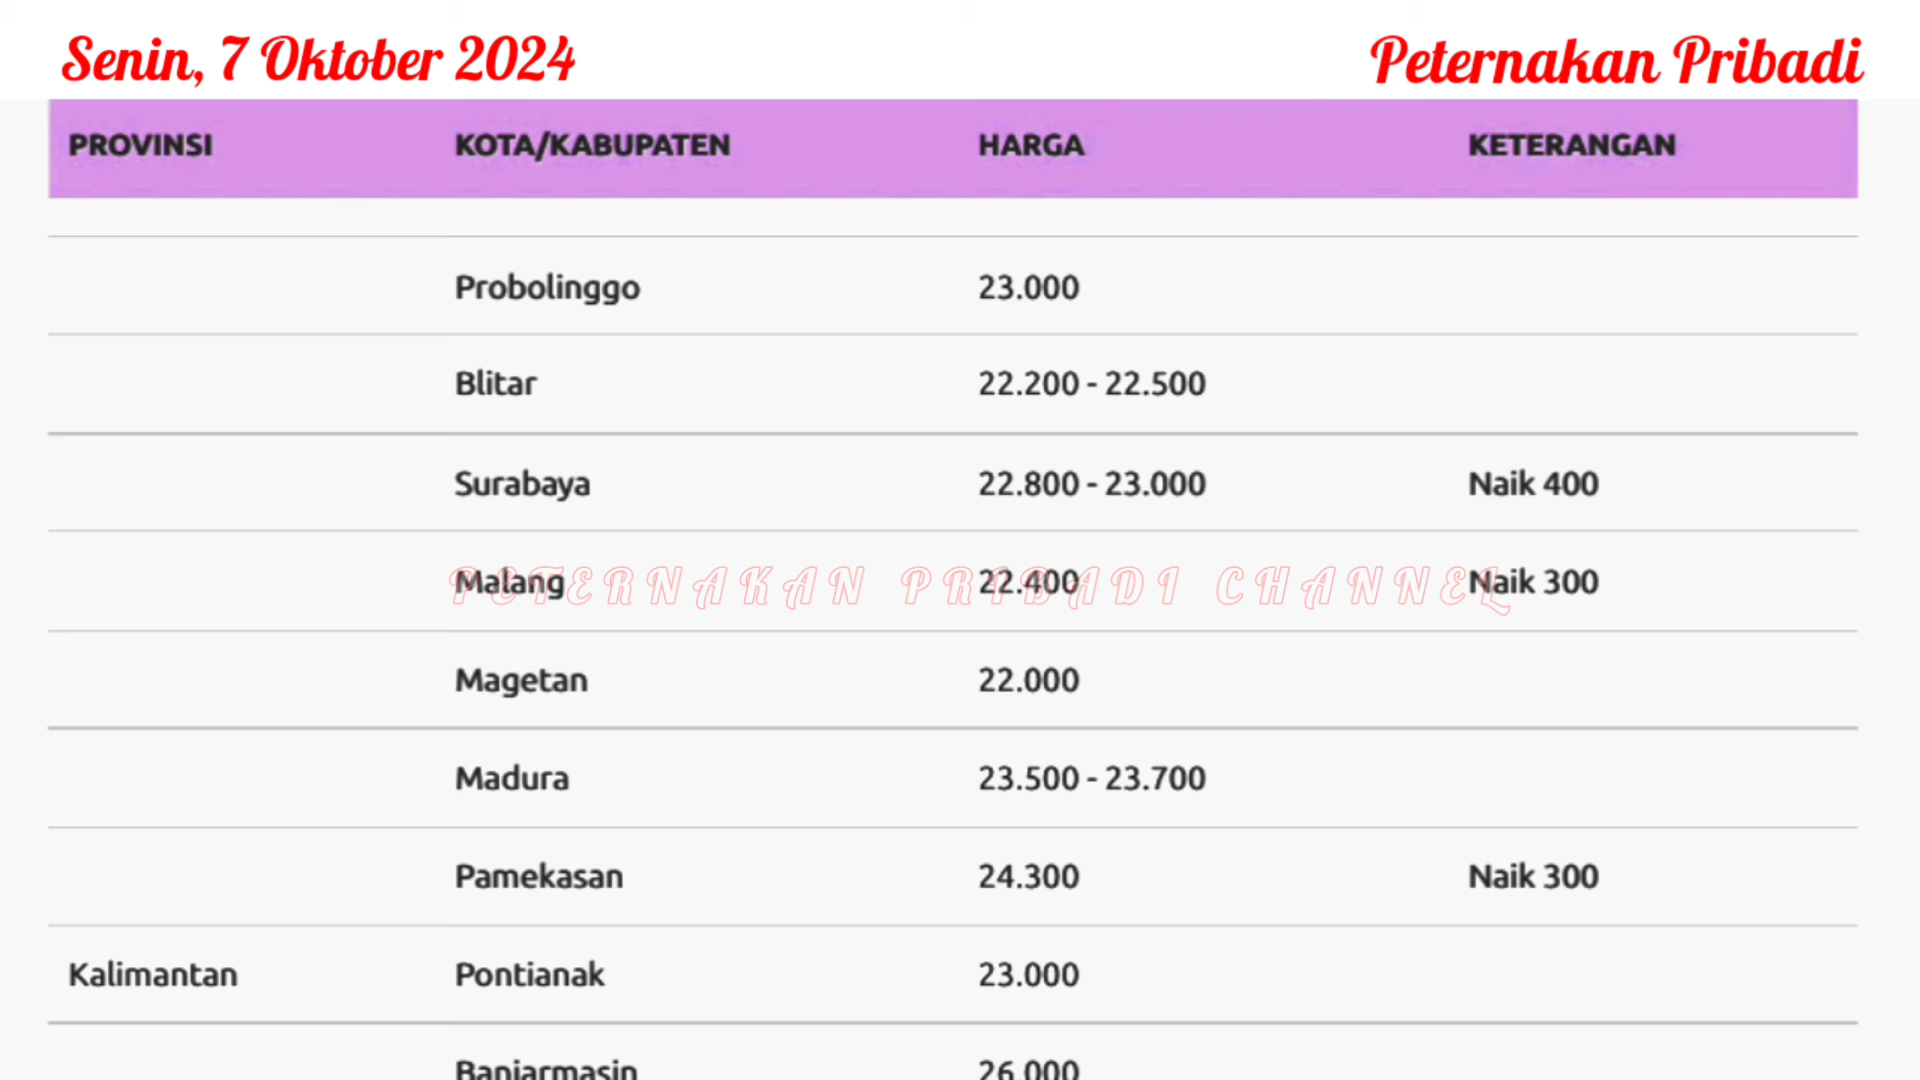 Senin, 7 Oktober 2024 Peternakan Pribadi
PROVINSI KOTA/KABUPATEN HARGA KETERANGAN
Probolinggo 23.000
Blitar 22.200 - 22.500
Surabaya 22.800 - 23.000 Naik 400
Malang 22.400 Naik 300
PETERNAKAN PRIBADI CHANNEL
Magetan 22.000
Madura 23.500 - 23.700
Pamekasan 24.300 Naik 300
Kalimantan Pontianak 23.000
Banjarmasin 26.000